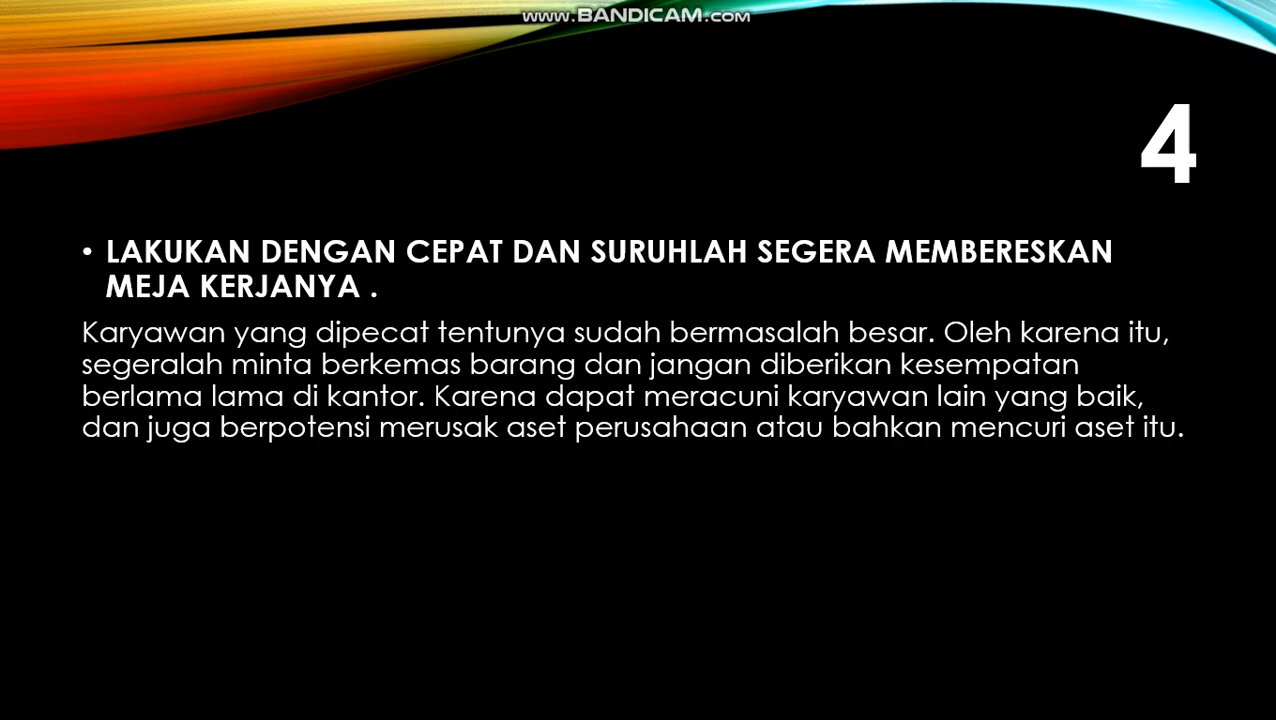 www.BANDICAM.com
4
• LAKUKAN DENGAN CEPAT DAN SURUHLAH SEGERA MEMBERESKAN
MEJA KERJANYA .
Karyawan yang dipecat tentunya sudah bermasalah besar. Oleh karena itu,
segeralah minta berkemas barang dan jangan diberikan kesempatan
berlama lama di kantor. Karena dapat meracuni karyawan lain yang baik,
dan juga berpotensi merusak aset perusahaan atau bahkan mencuri aset itu.